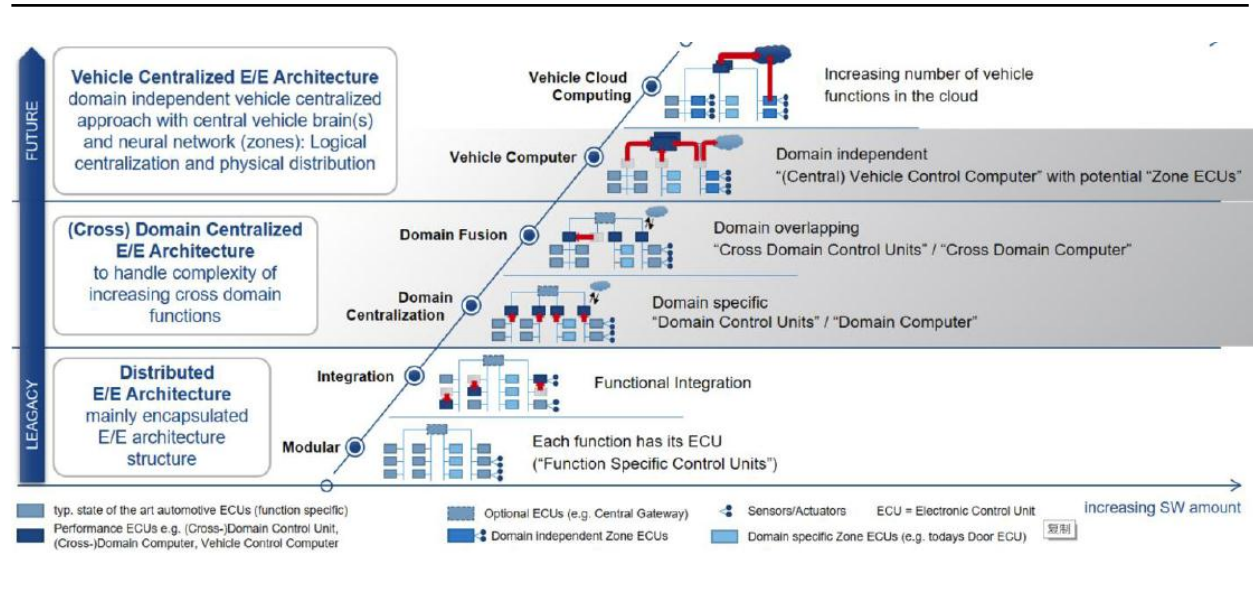 FUTURE
Vehicle Centralized E/E Architecture
domain independent vehicle centralized
approach with central vehicle brain(s)
and neural network (zones): Logical
centralization and physical distribution
Vehicle Cloud
Computing
Increasing number of vehicle
functions in the cloud
Vehicle Computer
Domain independent
“(Central) Vehicle Control Computer” with potential “Zone ECUs”
(Cross) Domain Centralized
E/E Architecture
to handle complexity of
increasing cross domain
functions
Domain Fusion
Domain overlapping
“Cross Domain Control Units” / “Cross Domain Computer”
Domain
Centralization
Domain specific
“Domain Control Units” / “Domain Computer”
LEAGACY
Distributed
E/E Architecture
mainly encapsulated
E/E architecture
structure
Integration
Functional Integration
Modular
Each function has its ECU
(“Function Specific Control Units”)
increasing SW amount
typ. state of the art automotive ECUs (function specific)
Performance ECUs e.g. (Cross-)Domain Control Unit,
(Cross-)Domain Computer, Vehicle Control Computer
Optional ECUs (e.g. Central Gateway)
Domain independent Zone ECUs
Sensors/Actuators
ECU = Electronic Control Unit
Domain specific Zone ECUs (e.g. todays Door ECU)
复制